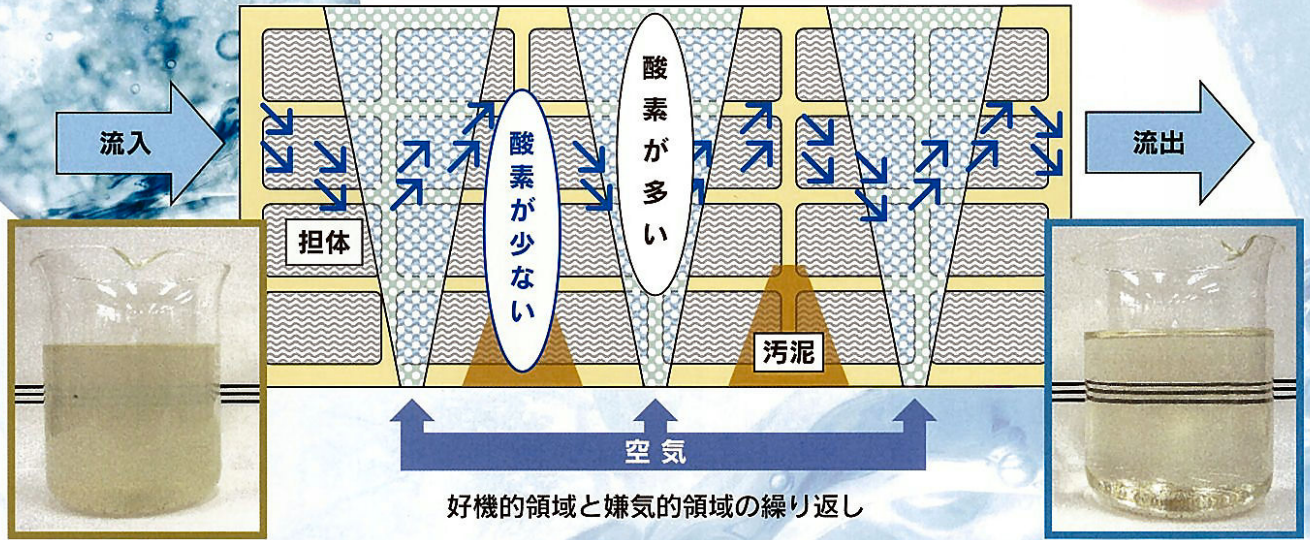 流入
酸素が少ない
酸素が多い
流出
担体
汚泥
空気
好機的領域と嫌気的領域の繰り返し